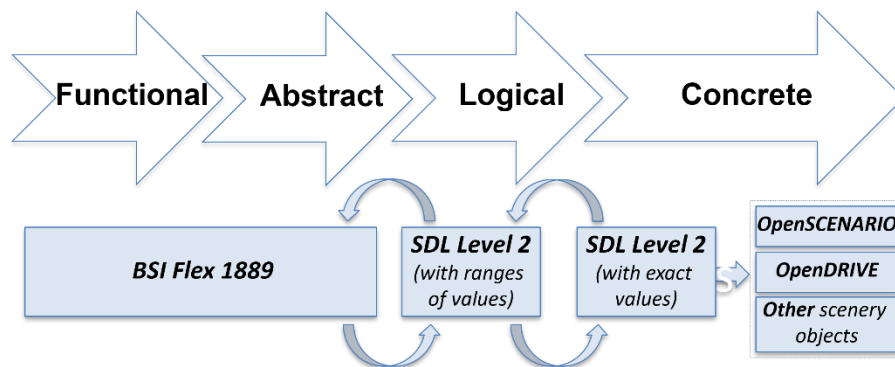 Functional
Abstract
Logical
Concrete
BSI Flex 1889
SDL Level 2
(with ranges
of values)
SDL Level 2
(with exact
values)
s
OpenSCENARIO
OpenDRIVE
Other scenery
objects